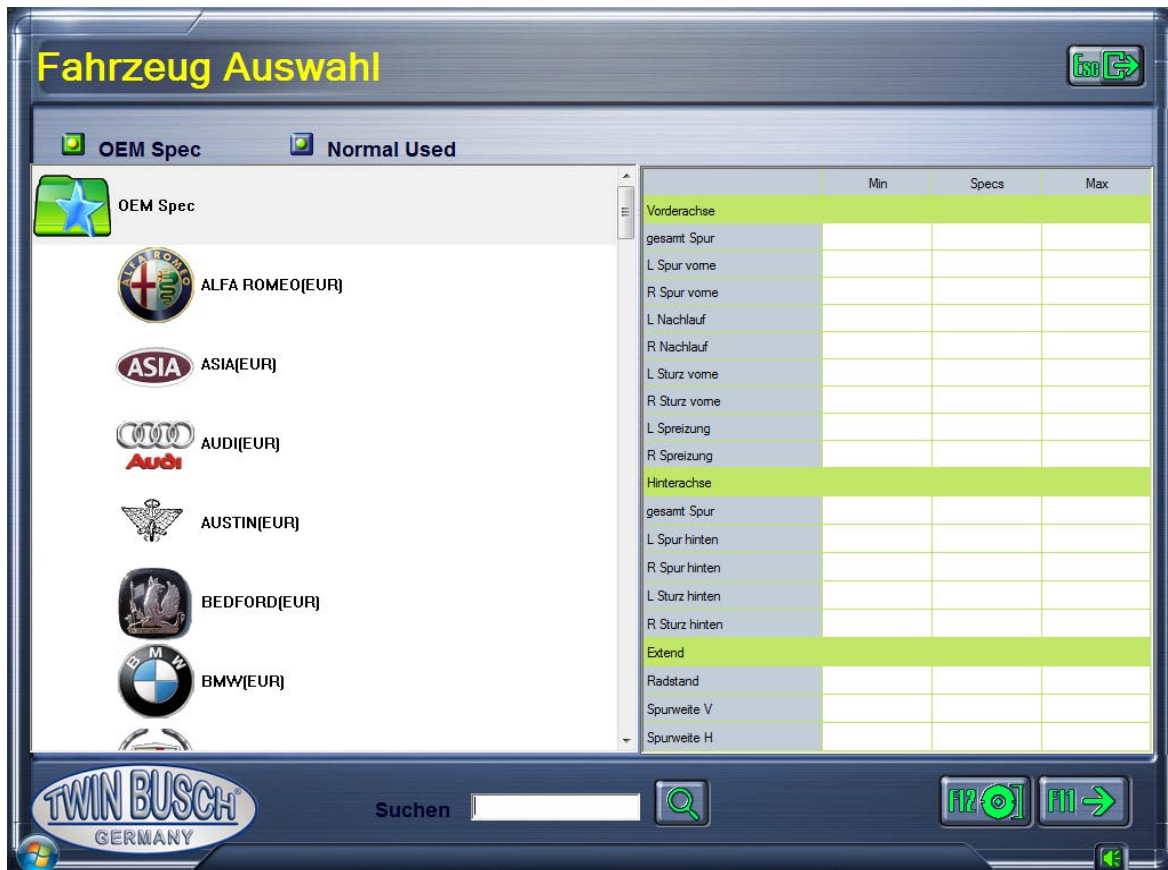 Fahrzeug Auswahl
Esc
OEM Spec
Normal Used
OEM Spec
ALFA ROMEO
ALFA ROMEO(EUR)
ASIA
ASIA(EUR)
Audi
AUDI(EUR)
AUSTIN(EUR)
BEDFORD(EUR)
BMW
BMW(EUR)
Min Specs Max
Vorderachse
gesamt Spur
L Spur vorne
R Spur vorne
L Nachlauf
R Nachlauf
L Sturz vorne
R Sturz vorne
L Spreizung
R Spreizung
Hinterachse
gesamt Spur
L Spur hinten
R Spur hinten
L Sturz hinten
R Sturz hinten
Extend
Radstand
Spurweite V
Spurweite H
TWIN BUSCH®
GERMANY
Suchen
F12
F11